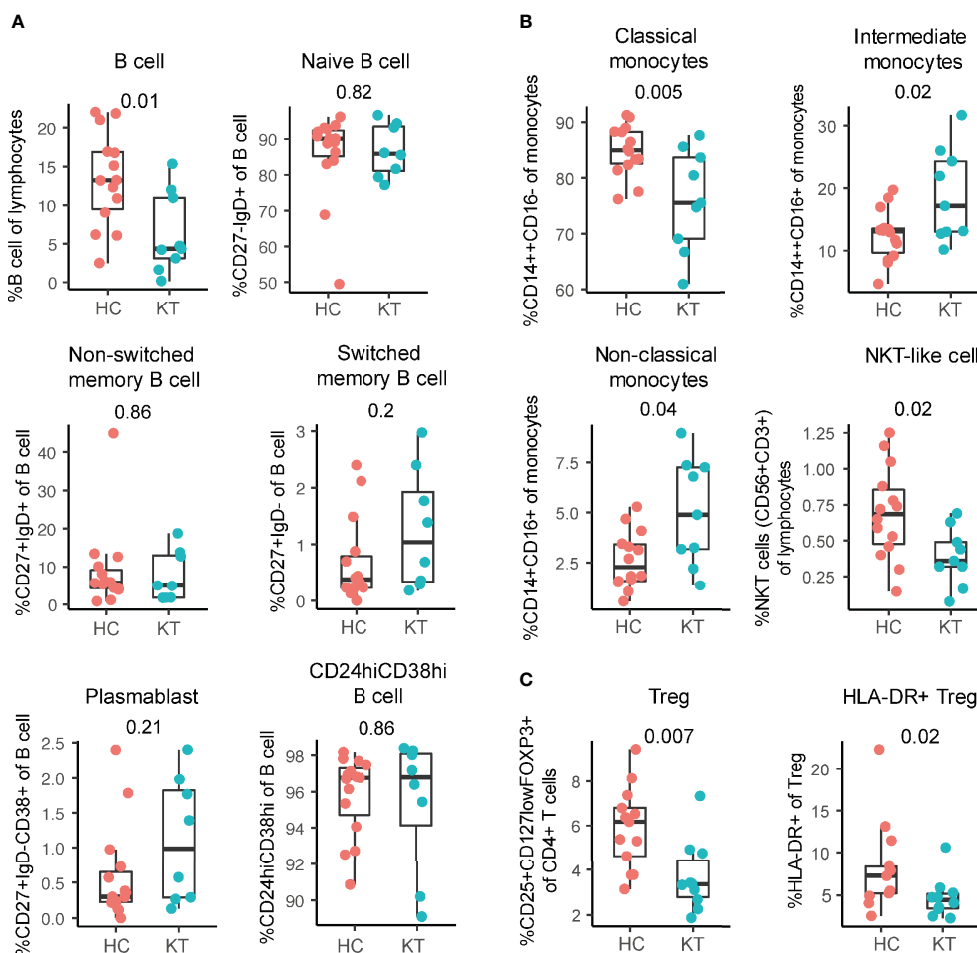 A
B
B cell
Naive B cell
Classical
monocytes
Intermediate
monocytes
0.01
0.82
0.005
0.02
%B cell of lymphocytes
20
15
10
5
0
HC
KT
%CD27-IgD+ of B cell
90
80
70
60
50
HC
KT
%CD14++CD16- of monocytes
90
80
70
60
HC
KT
%CD14++CD16+ of monocytes
30
20
10
HC
KT
Non-switched
memory B cell
Switched
memory B cell
Non-classical
monocytes
NKT-like cell
0.86
0.2
0.04
0.02
%CD27+IgD+ of B cell
40
30
20
10
0
HC
KT
%CD27+IgD- of B cell
3
2
1
0
HC
KT
%CD14+CD16+ of monocytes
7.5
5.0
2.5
HC
KT
%NKT cells (CD56+CD3+)
of lymphocytes
1.25
1.00
0.75
0.50
0.25
HC
KT
Plasmablast
CD24hiCD38hi
B cell
0.21
0.86
%CD27+IgD-CD38+ of B cell
2.5
2.0
1.5
1.0
0.5
0.0
HC
KT
%CD24hiCD38hi of B cell
98
96
94
92
90
HC
KT
C
Treg
HLA-DR+ Treg
0.007
0.02
%CD25+CD127lowFOXP3+
of CD4+ T cells
8
6
4
2
HC
KT
%HLA-DR+ of Treg
20
15
10
5
HC
KT